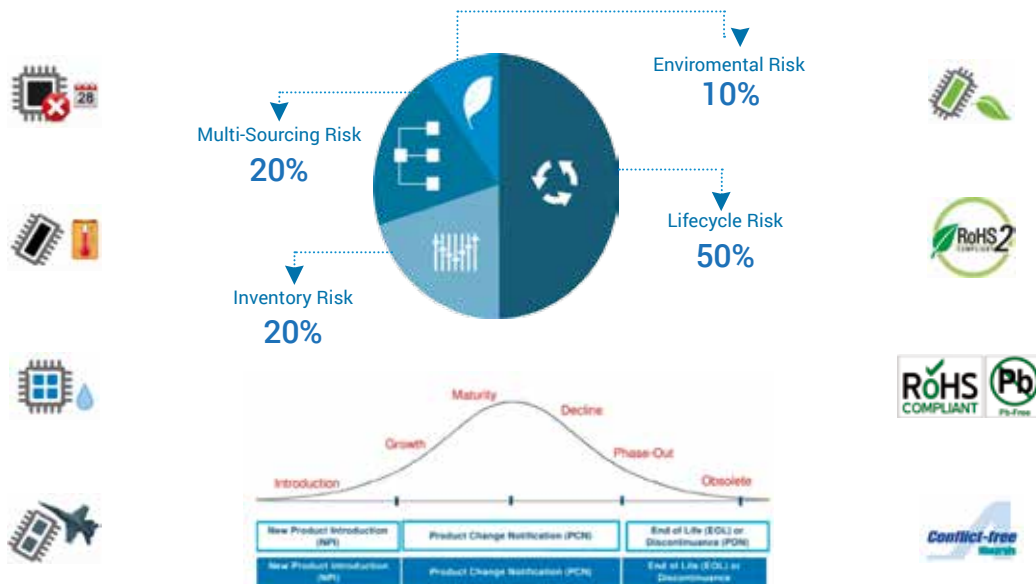 28
Enviromental Risk
10%
Multi-Sourcing Risk
20%
Lifecycle Risk
50%
Inventory Risk
20%
RoHS2
COMPLIANT
RoHS
COMPLIANT
Pb
Pb-Free
Maturity
Decline
Growth
Phase-Out
Introduction
Obsolete
New Product Introduction
(NPI)
Product Change Notification (PCN)
End of Life (EOL) or
Discontinuance (PDN)
New Product Introduction
(NPI)
Product Change Notification (PCN)
End of Life (EOL) or
Discontinuance
Conflict-free
Minerals